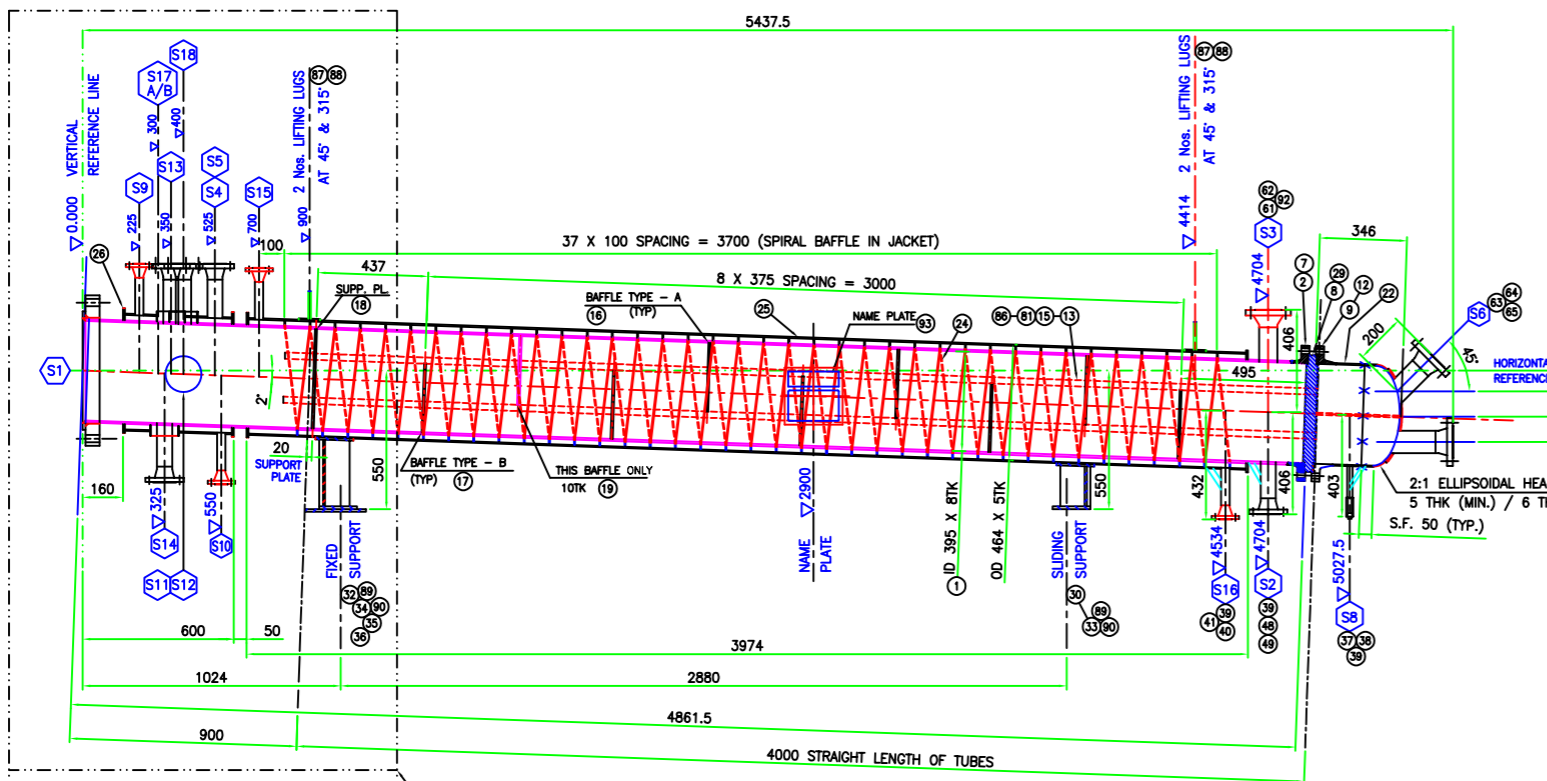 5437.5
S18
S17
A/B
87 88
87 88
0.000 VERTICAL
REFERENCE LINE
300
400
2 Nos. LIFTING LUGS
AT 45° & 315°
2 Nos. LIFTING LUGS
AT 45° & 315°
S9
S13
S5
S4
S15
225
350
525
700
900
4414
62
61 92
S3
4704
26
100
37 X 100 SPACING = 3700 (SPIRAL BAFFLE IN JACKET)
346
437
8 X 375 SPACING = 3000
SUPP. PL.
18
BAFFLE TYPE - A
(TYP)
16
25
NAME PLATE 93
24
86-81 15-13
7
2
29
8
9
12
22
406
200
45°
S6
64
63 65
HORIZONTA
REFERENCE
S1
2°
495
20
SUPPORT
PLATE
550
BAFFLE TYPE - B
(TYP) 17
THIS BAFFLE ONLY
10TK 19
550
432
406
403
2:1 ELLIPSOIDAL HEA
5 THK (MIN.) / 6 T
S.F. 50 (TYP.)
160
325
550
S14
S10
S11 S12
FIXED
SUPPORT
2900
NAME
PLATE
ID 395 X 8TK
1
OD 464 X 5TK
SLIDING
SUPPORT
4534
S16
4704
S2
5027.5
S8
32 89
34 90
35
36
30
89
33 90
39
41 40
39
48
49
37 38
39
600
50
3974
1024
2880
4861.5
900
4000 STRAIGHT LENGTH OF TUBES